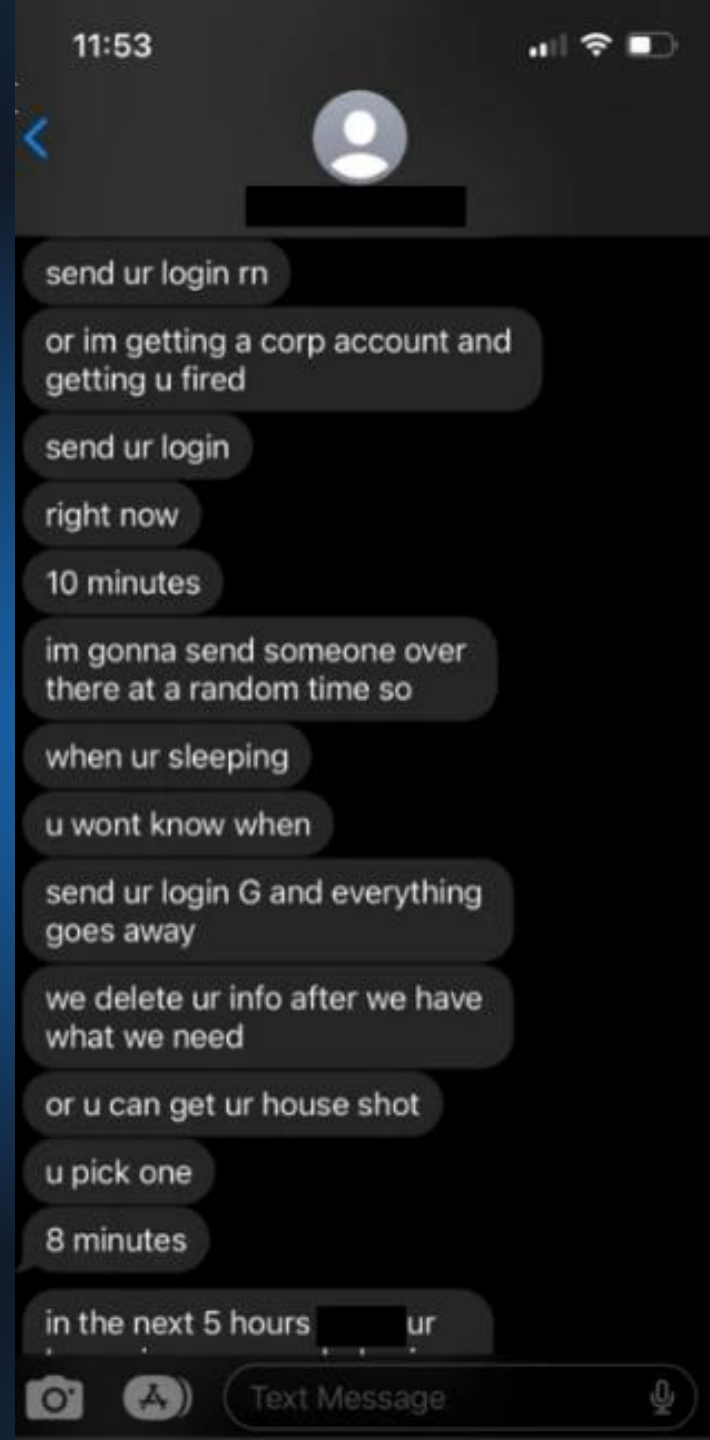 11:53
send ur login rn
or im getting a corp account and
getting u fired
send ur login
right now
10 minutes
im gonna send someone over
there at a random time so
when ur sleeping
u wont know when
send ur login G and everything
goes away
we delete ur info after we have
what we need
or u can get ur house shot
u pick one
8 minutes
in the next 5 hours ur
Text Message